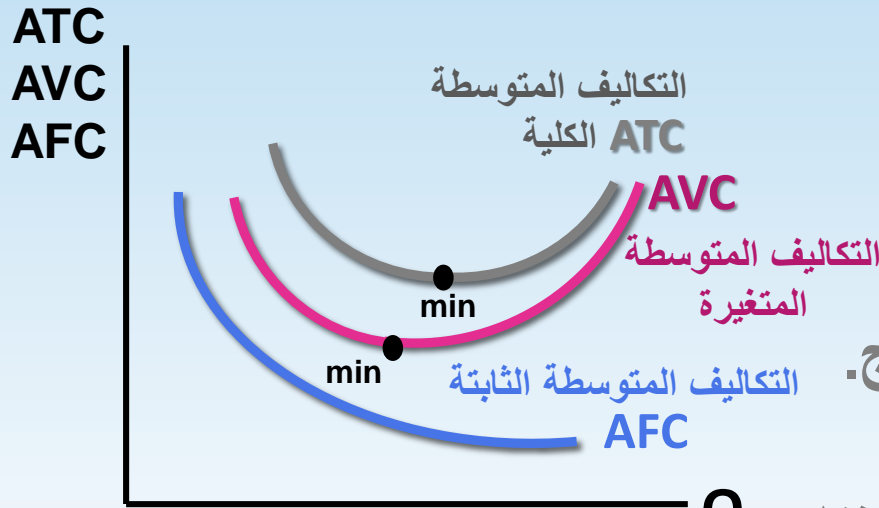 ATC
AVC
AFC
التكاليف المتوسطة
الكلية ATC
AVC
التكاليف المتوسطة
المتغيرة
min
min
التكاليف المتوسطة الثابتة
AFC
Q